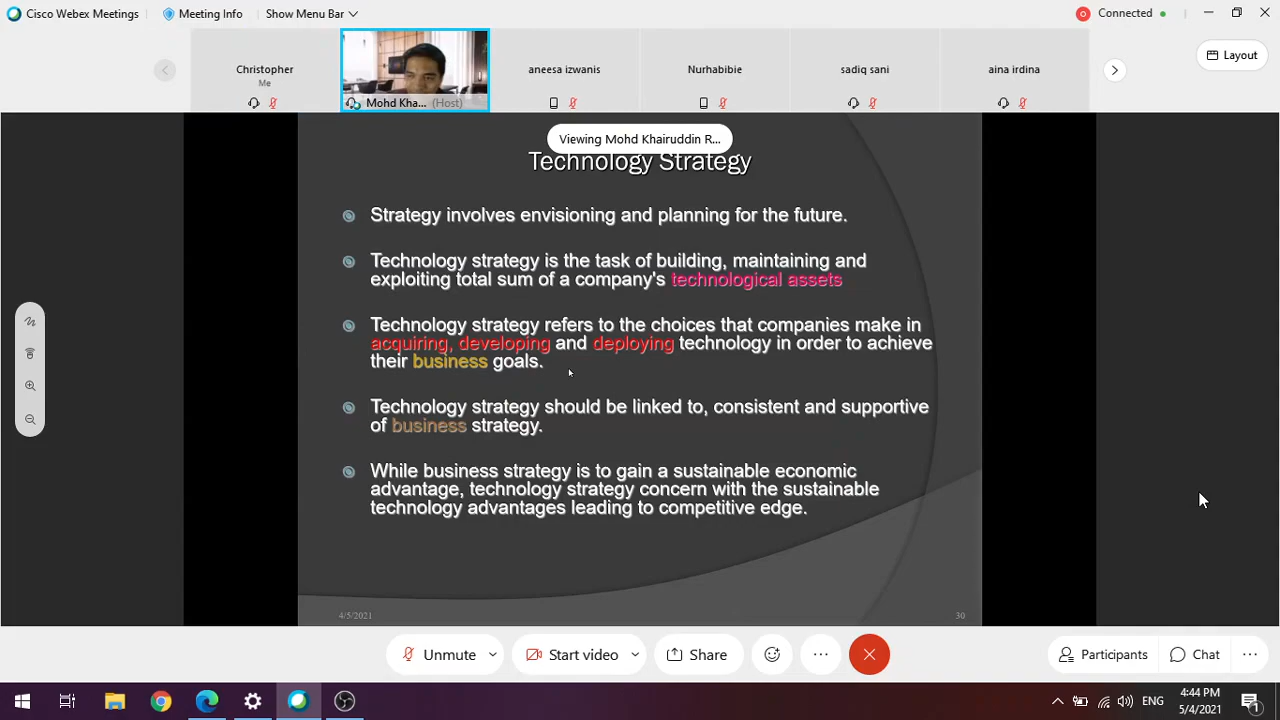 Cisco Webex Meetings
Meeting Info
Show Menu Bar
Connected
Christopher
Me
Mohd Kha... (Host)
aneesa izwanis
Nurhabibie
sadiq sani
aina irdina
Layout
Viewing Mohd Khairuddin R...
Technology Strategy
Strategy involves envisioning and planning for the future.
Technology strategy is the task of building, maintaining and
exploiting total sum of a company's technological assets
Technology strategy refers to the choices that companies make in
acquiring, developing and deploying technology in order to achieve
their business goals.
Technology strategy should be linked to, consistent and supportive
of business strategy.
While business strategy is to gain a sustainable economic
advantage, technology strategy concern with the sustainable
technology advantages leading to competitive edge.
4/5/2021
30
Unmute
Start video
Share
Participants
Chat
ENG
4:44 PM
5/4/2021
1